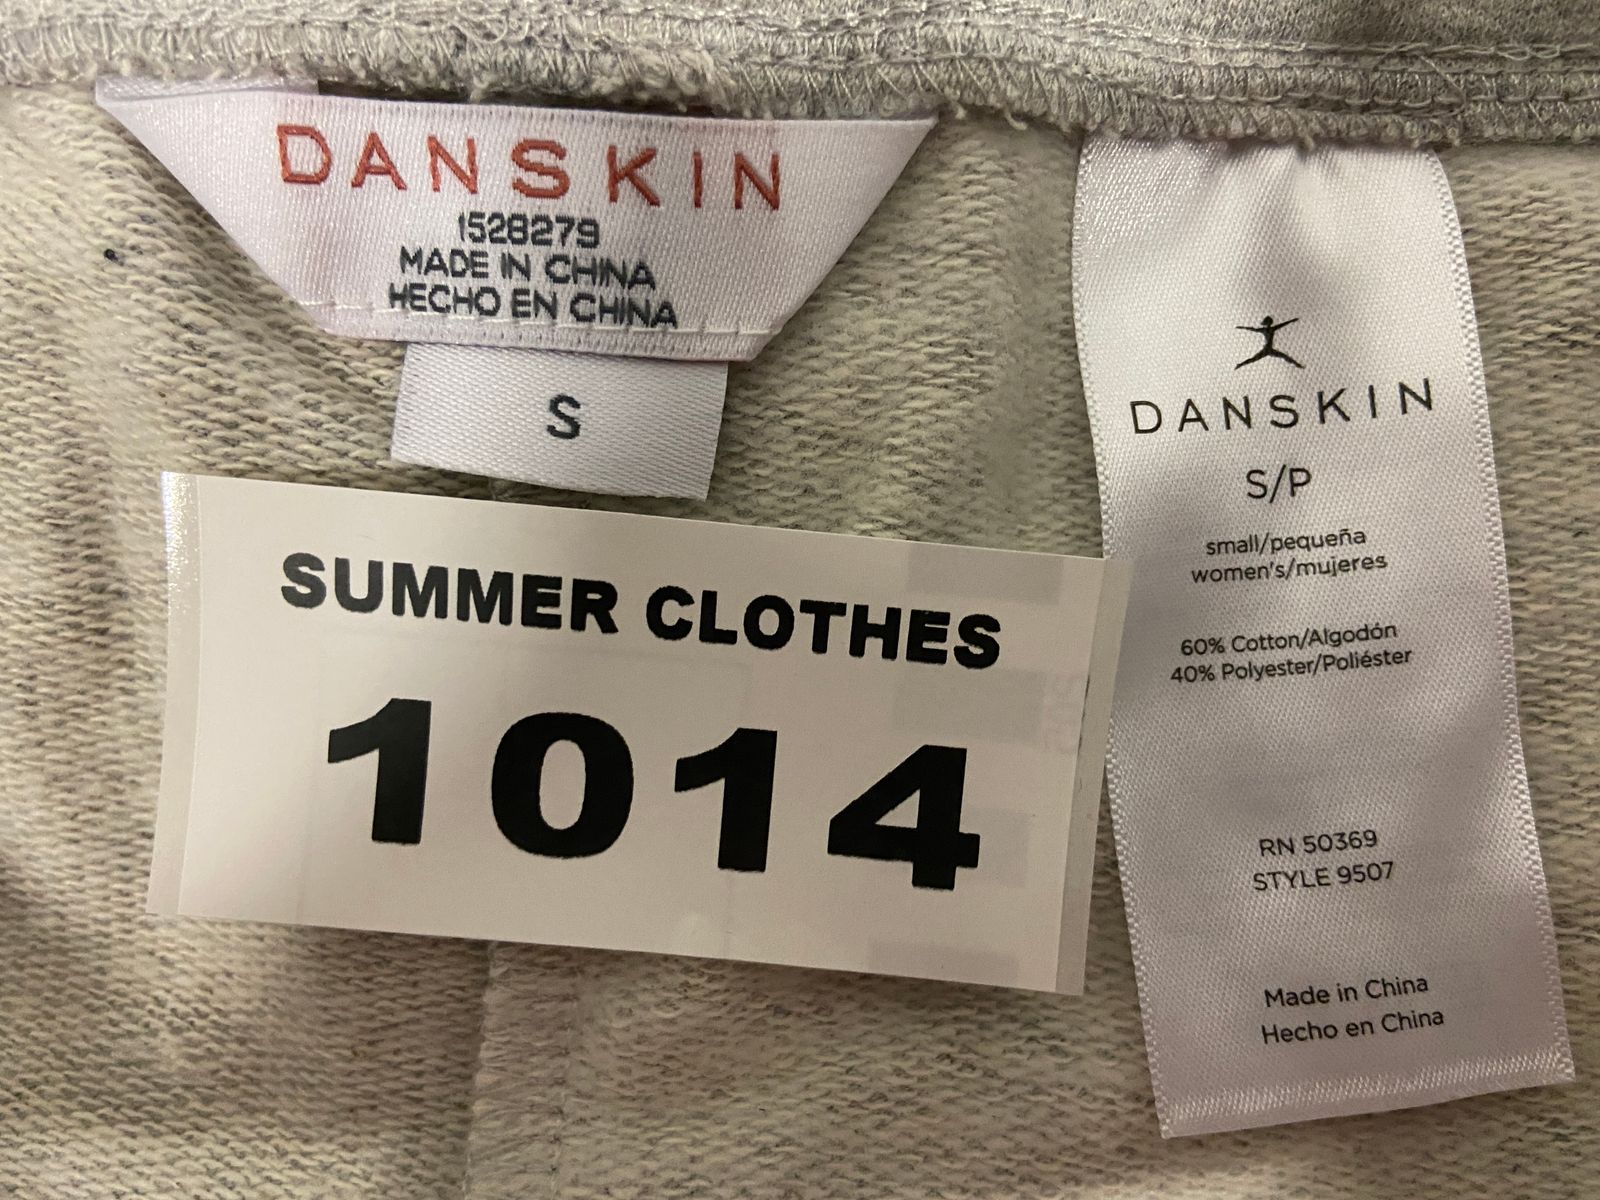 DANSKIN
1528279
MADE IN CHINA
HECHO EN CHINA
S
SUMMER CLOTHES
1014
DANSKIN
S/P
small/pequeña
women's/mujeres
60% Cotton/Algodón
40% Polyester/Poliéster
RN 50369
STYLE 9507
Made in China
Hecho en China